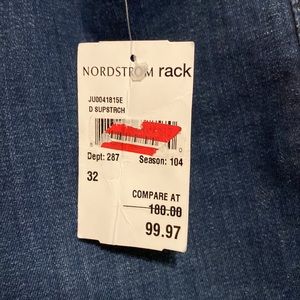 NORDSTROM rack
JU0041815E
D SUPSTRCH
Dept: 287 Season: 104
32
COMPARE AT
180.00
99.97